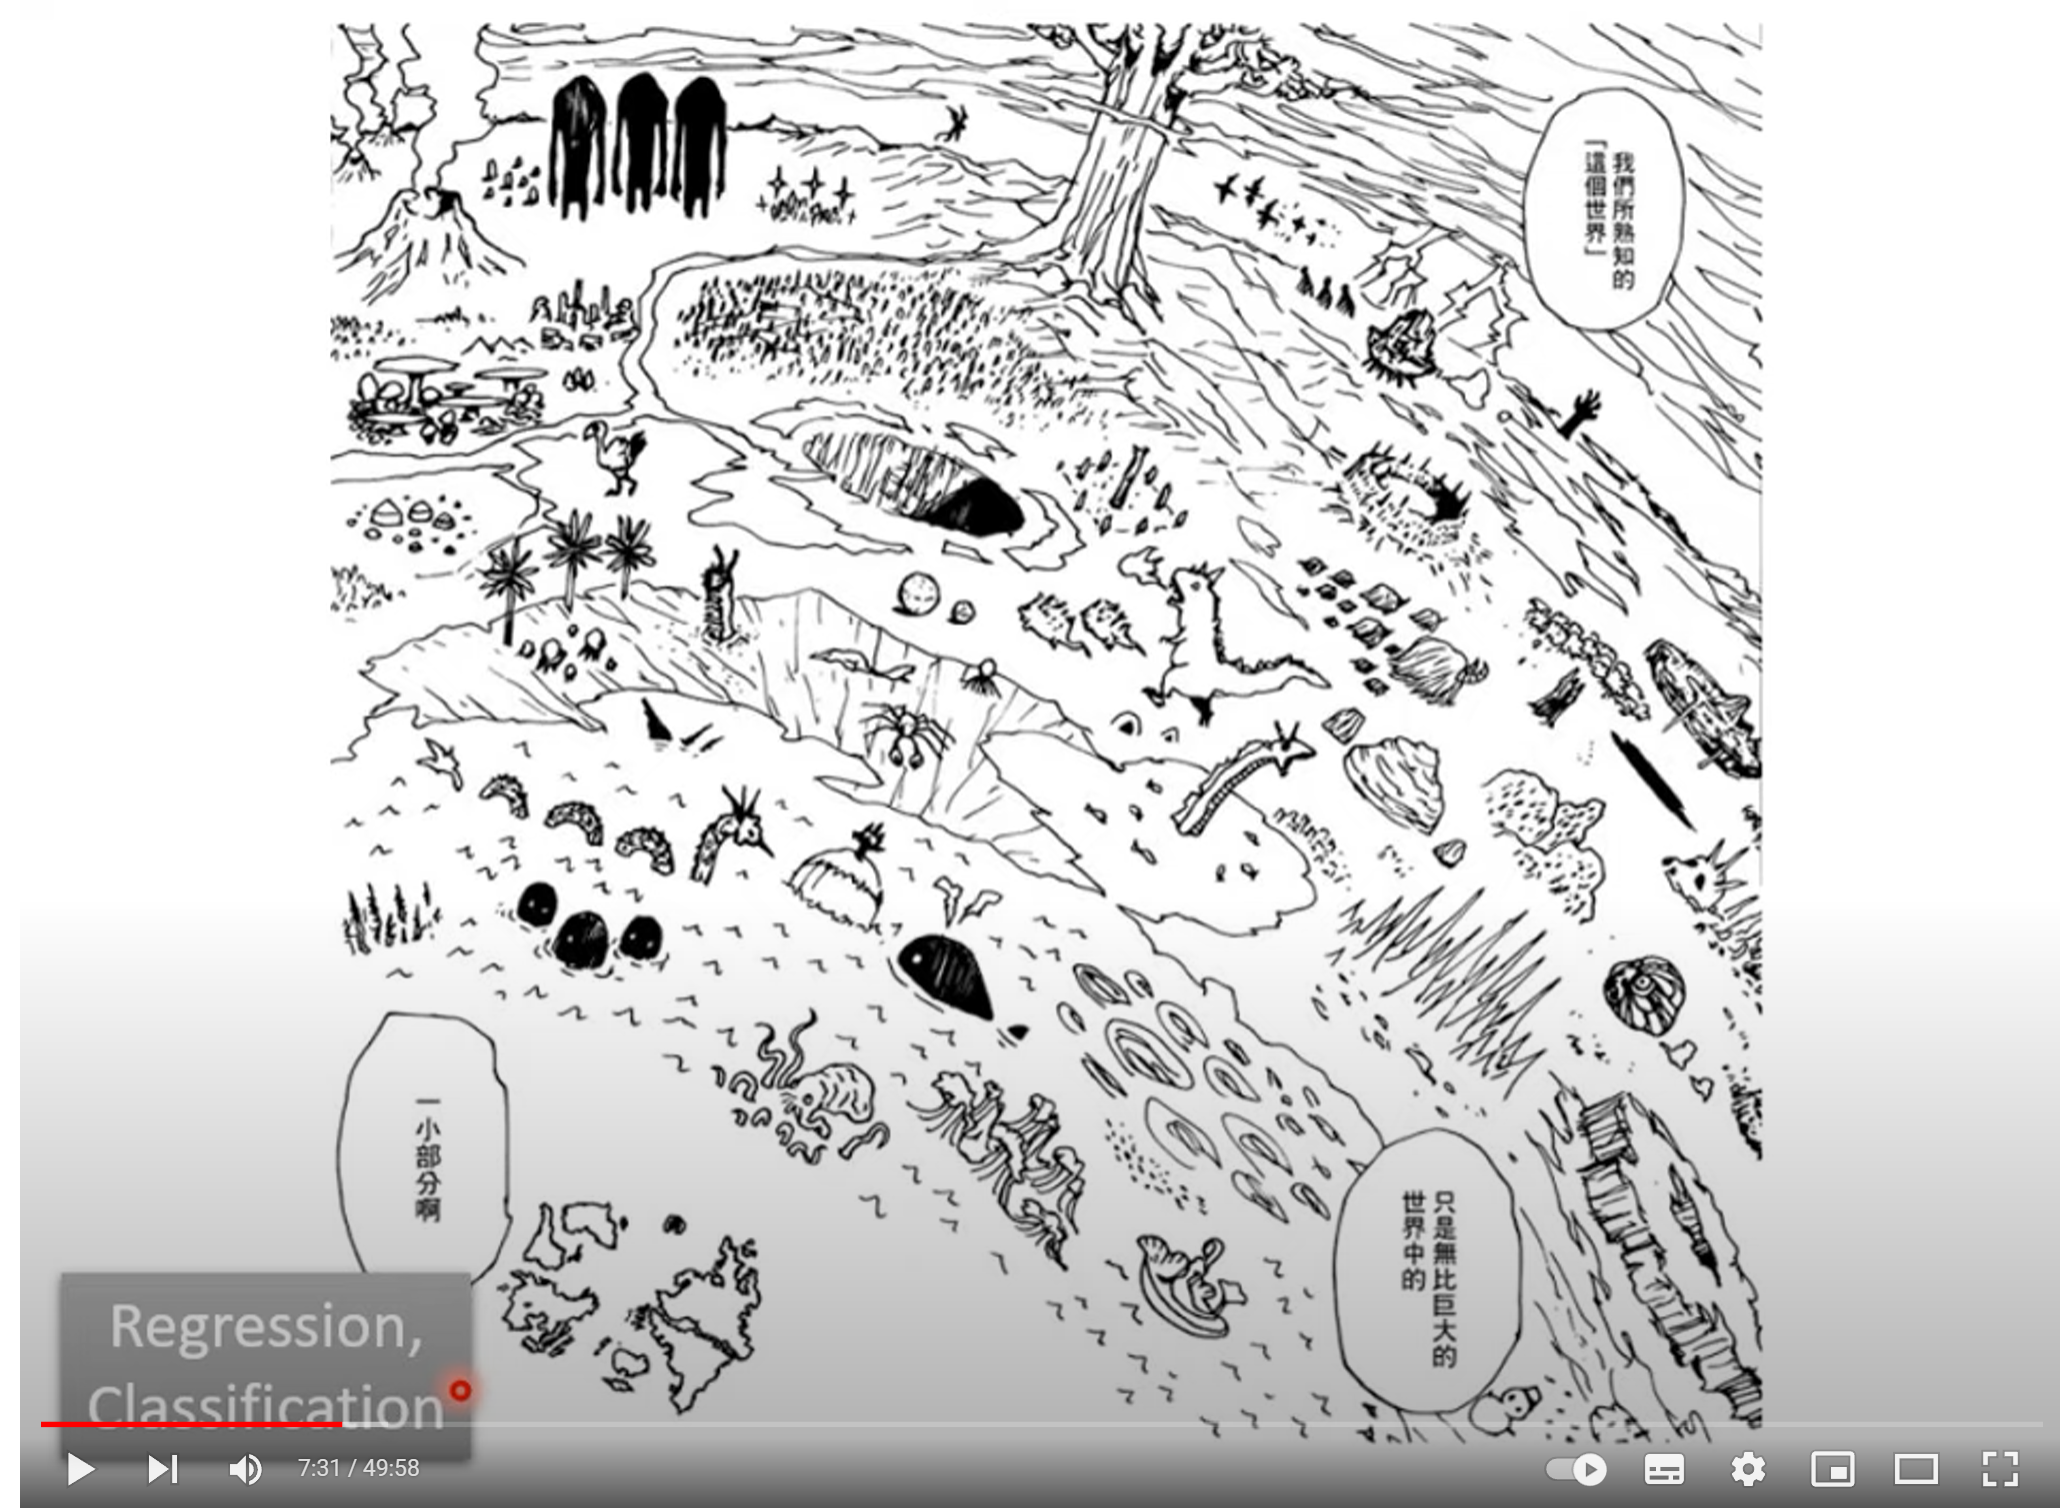 我們所熟知的
「這個世界」
只是無比巨大的
世界中的
一小部分啊
Regression,
Classification
7:31 / 49:58